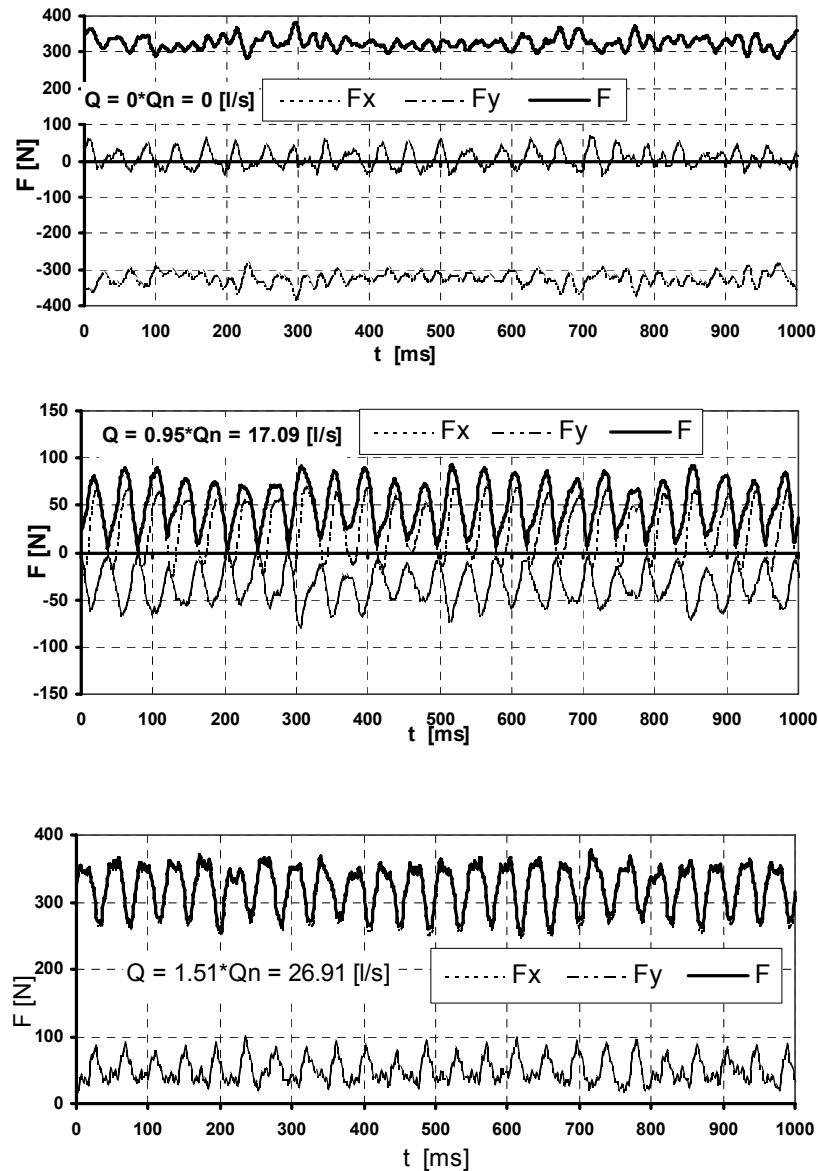 400
300
200
Q = 0*Qn = 0 [l/s]
Fx Fy F
100
0
-100
-200
-300
-400
F [N]
0 100 200 300 400 500 600 700 800 900 1000
t [ms]
150
Q = 0.95*Qn = 17.09 [l/s]
Fx Fy F
100
50
0
-50
-100
-150
F [N]
0 100 200 300 400 500 600 700 800 900 1000
t [ms]
400
300
200
Q = 1.51*Qn = 26.91 [l/s]
Fx Fy F
100
0
F [N]
0 100 200 300 400 500 600 700 800 900 1000
t [ms]